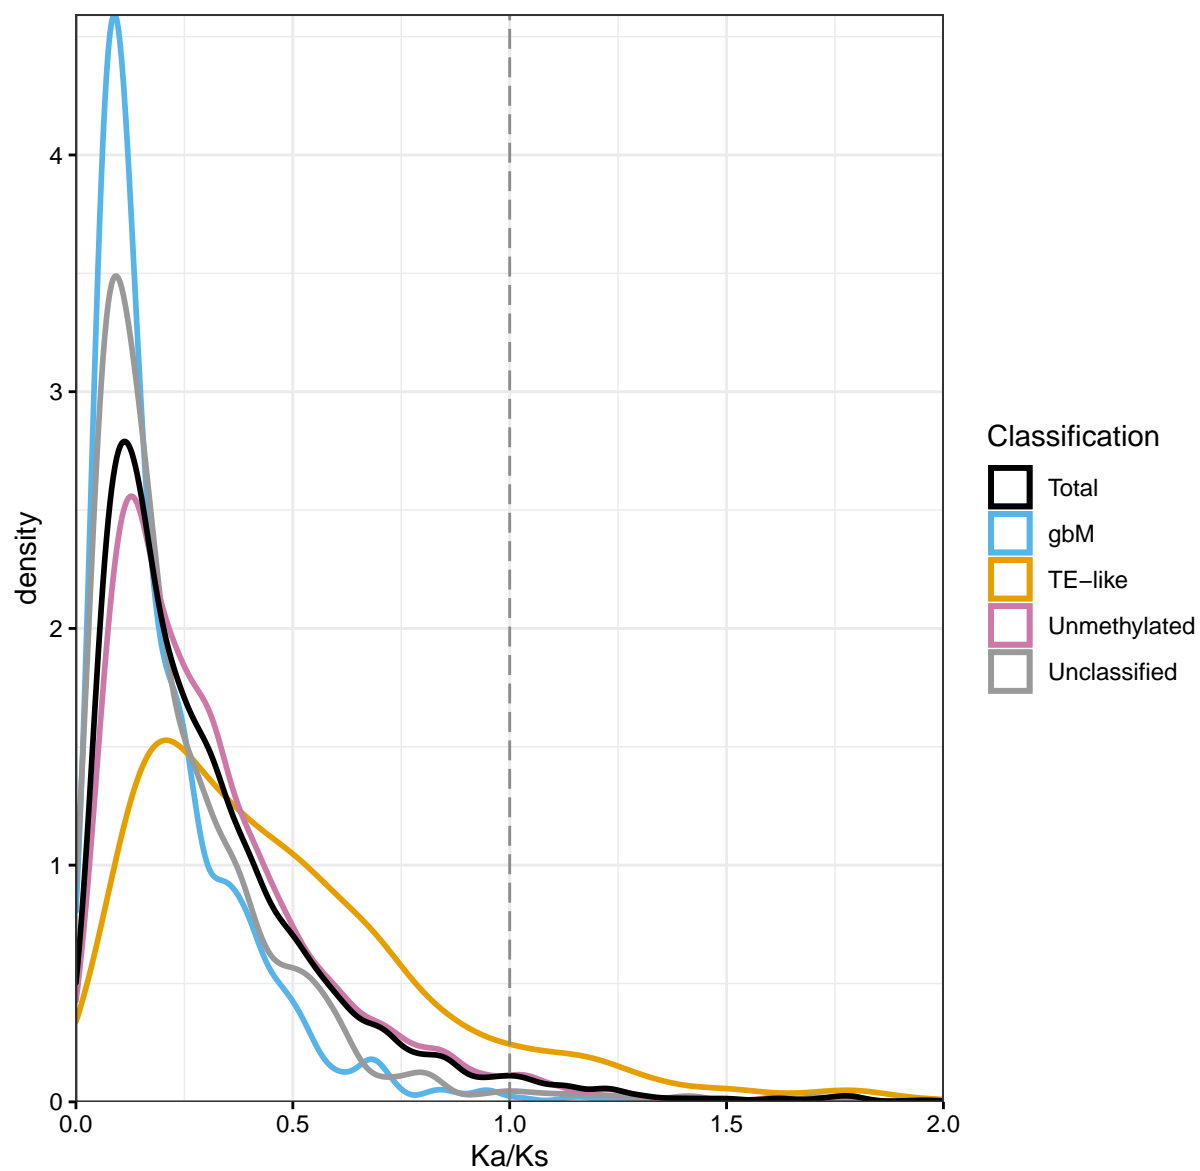 density
4
3
2
1
0
0.0 0.5 1.0 1.5 2.0
Ka/Ks
Classification
Total
gbM
TE−like
Unmethylated
Unclassified